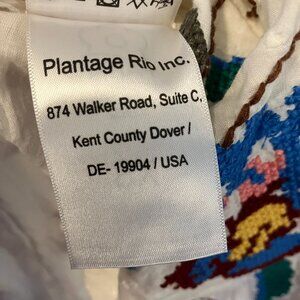 Plantage Rio Inc.
874 Walker Road, Suite C,
Kent County Dover /
DE- 19904 / USA